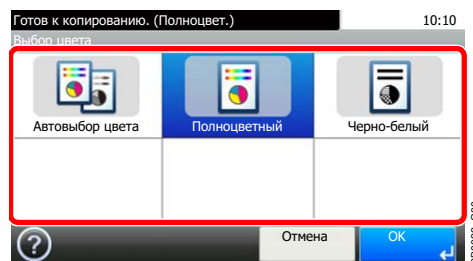 Готов к копированию. (Полноцвет.) 10:10
Выбор цвета
Автовыбор цвета Полноцветный Черно-белый
? Отмена OK